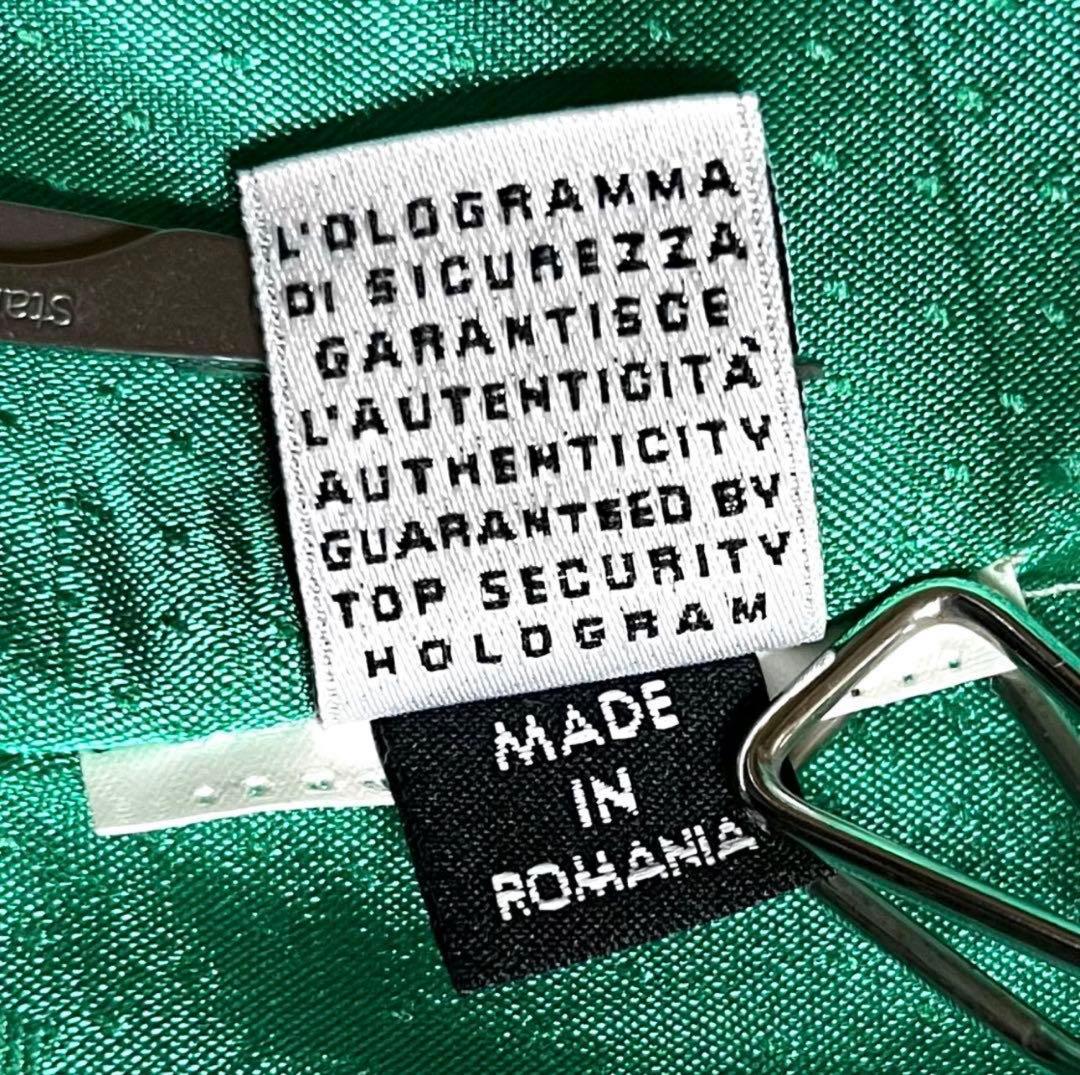 L'OLOGRAMMA
DI SICUREZZA
GARANTISCE
L'AUTENTICITÀ
AUTHENTICITY
GUARANTEED BY
TOP SECURITY
HOLOGRAM
MADE
IN
ROMANIA